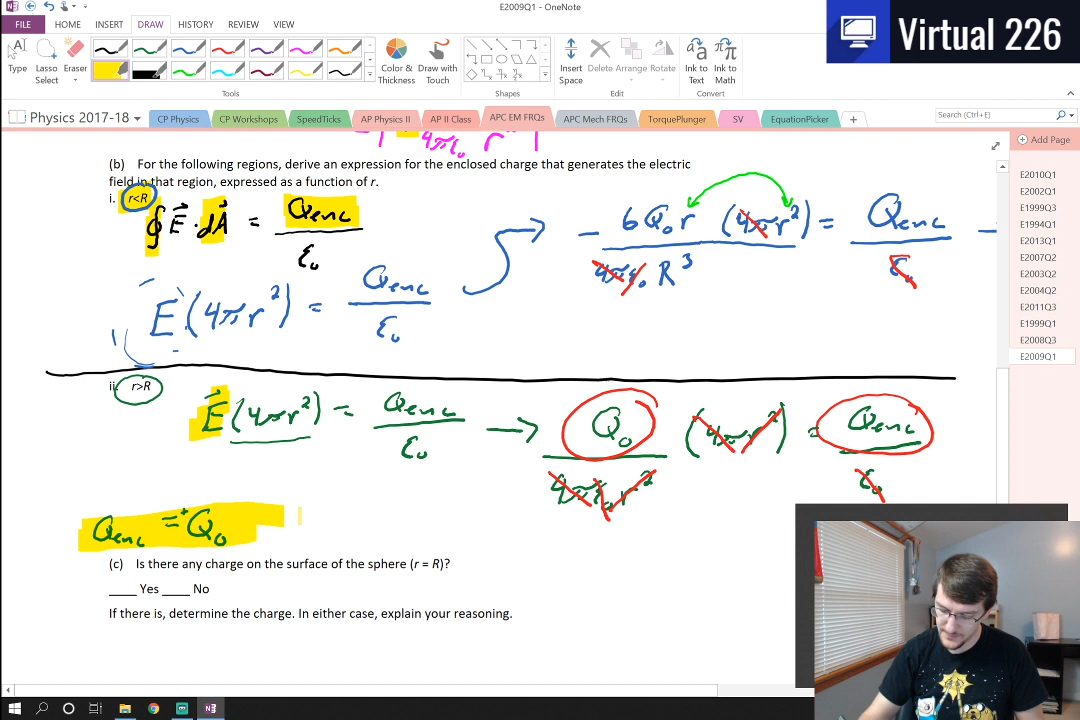 E2009Q1 - OneNote
Virtual 226
FILE HOME INSERT DRAW HISTORY REVIEW VIEW
Type Lasso Select Eraser Color & Thickness Draw with Touch Insert Space Delete Arrange Rotate Ink to Text Ink to Math
Tools Shapes Edit Convert
Physics 2017-18 CP Physics CP Workshops SpeedTicks AP Physics II AP II Class APC EM FRQs APC Mech FRQs TorquePlunger SV EquationPicker Search (Ctrl+E)
Add Page
E2010Q1
E2002Q1
E1999Q3
E1994Q1
E2013Q1
E2007Q2
E2003Q2
E2004Q2
E2011Q3
E1999Q1
E2008Q3
E2009Q1
(b) For the following regions, derive an expression for the enclosed charge that generates the electric
field in that region, expressed as a function of r.
i. r<R
∮ E⃗ · dA⃗ = Qenc / ε₀
E (4πr²) = Qenc / ε₀
– 6Q₀r / 4πε₀R³ (4πr²) = Qenc / ε₀
ii. r>R
E⃗ (4πr²) = Qenc / ε₀ → Q₀ / 4πε₀r² (4πr²) = Qenc / ε₀
Qenc = +Q₀
(c) Is there any charge on the surface of the sphere (r = R)?
____ Yes ____ No
If there is, determine the charge. In either case, explain your reasoning.